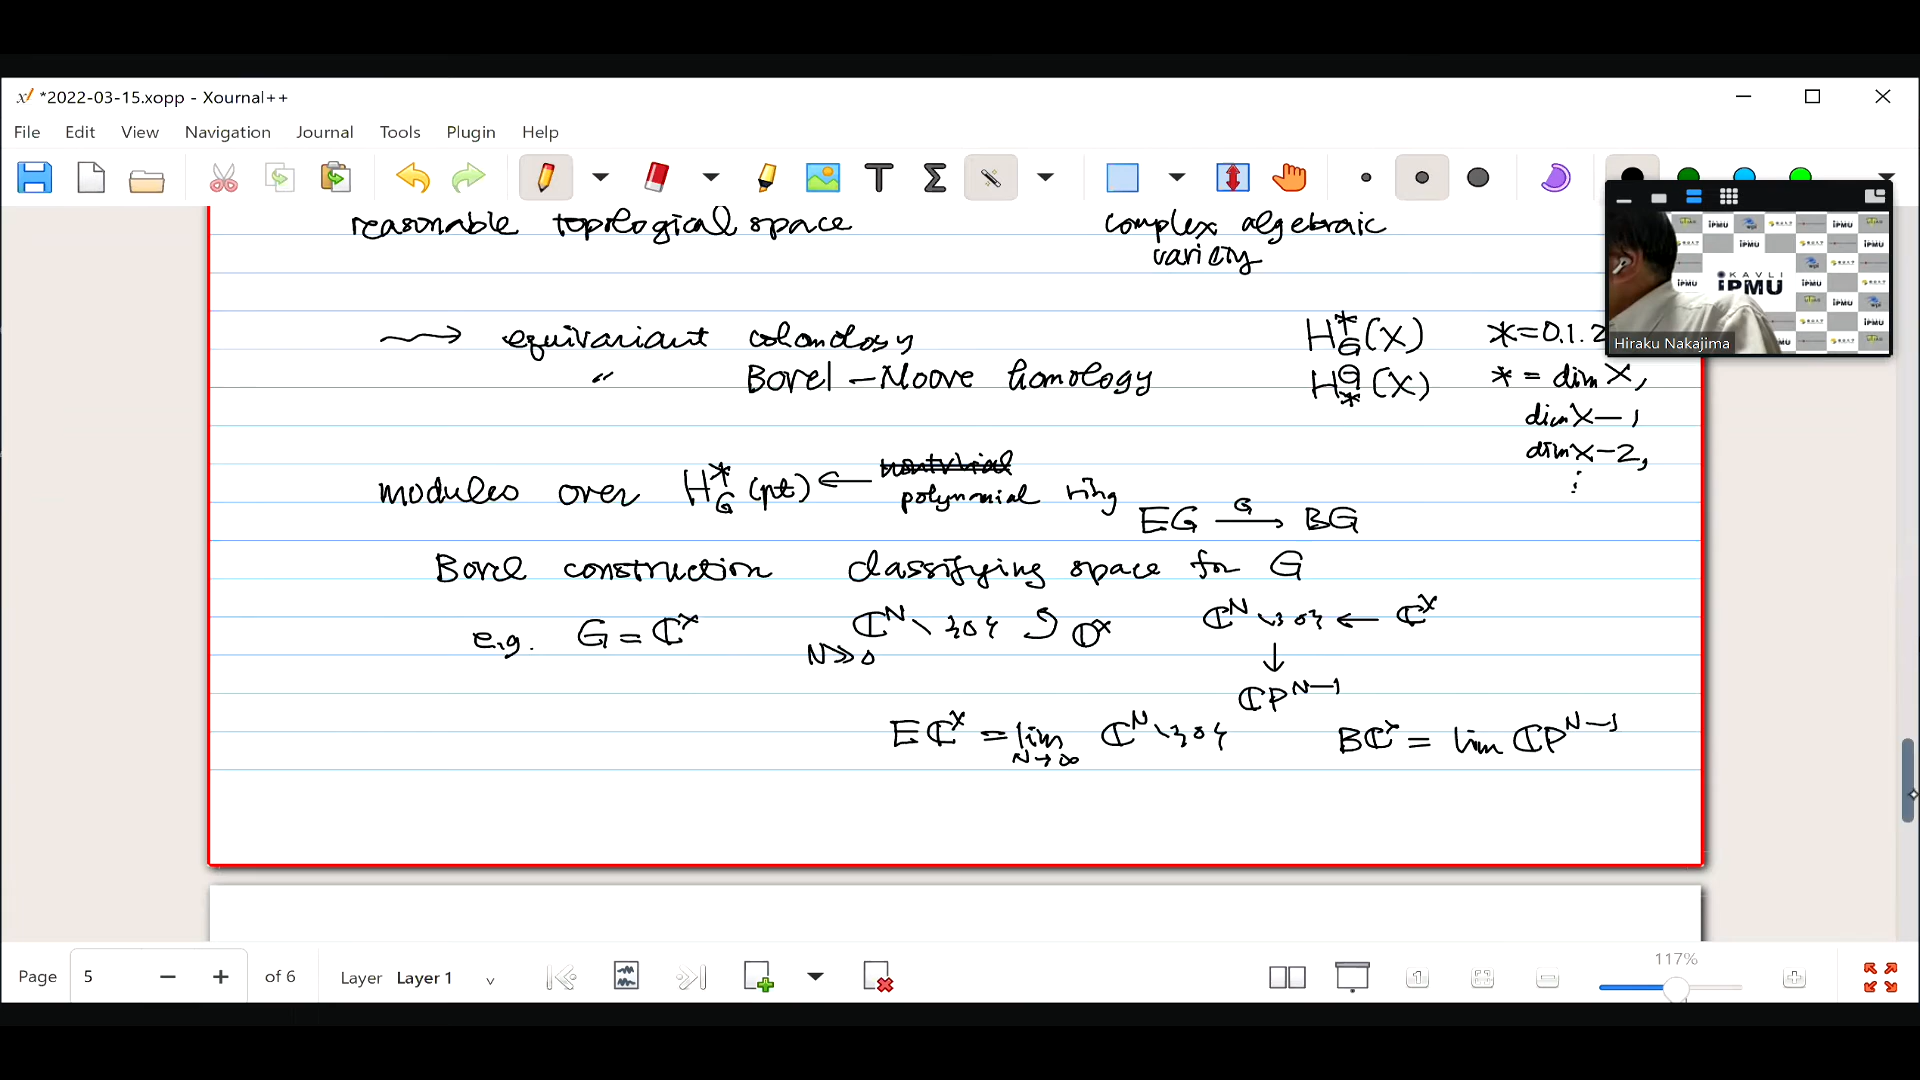 *2022-03-15.xopp - Xournal++
File Edit View Navigation Journal Tools Plugin Help
reasonable topological space
complex algebraic
variety
⟿ equivariant cohomology H*_G(X) *=0.1.2
〃 Borel-Moore homology H^G_*(X) * = dim X,
dim X-1
dim X-2,
⋮
modules over H*_G(pt) ← polynomial ring
EG →^G BG
Borel construction classifying space for G
e.g. G = ℂ^× ℂ^N \ {0} ↺ ℂ^× ℂ^N \ {0} ← ℂ^×
N≫0
↓
ℂP^{N-1}
Eℂ^× = lim_{N→∞} ℂ^N \ {0} Bℂ^× = lim ℂP^{N-1}
KAVLI
IPMU
Hiraku Nakajima
Page 5 of 6 Layer Layer 1 117%